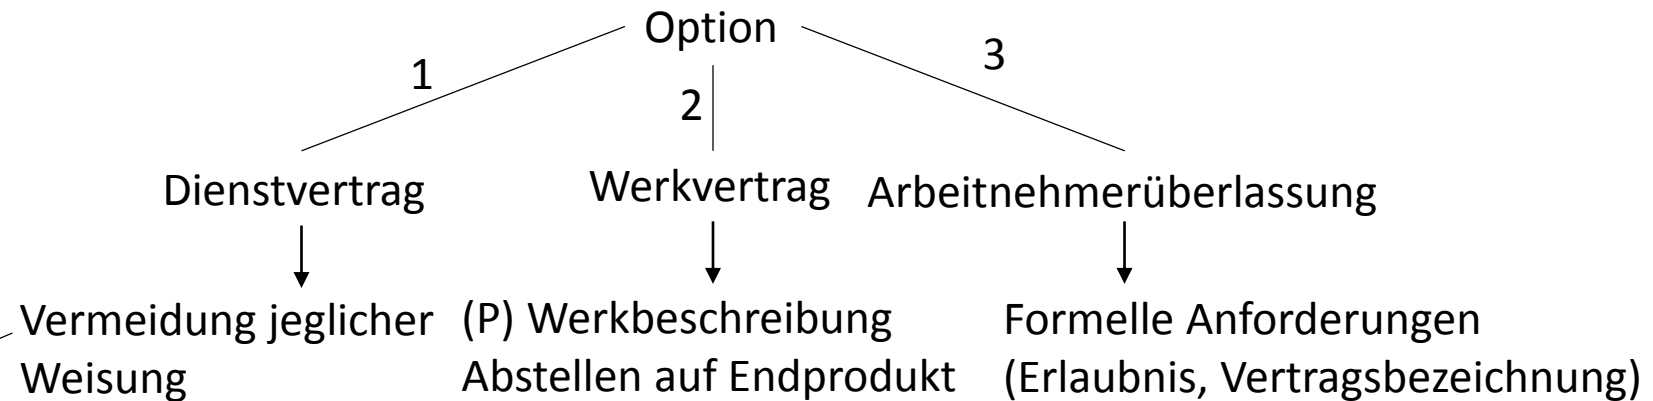 Option
1
2
3
Dienstvertrag
Werkvertrag
Arbeitnehmerüberlassung
Vermeidung jeglicher
Weisung
(P) Werkbeschreibung
Abstellen auf Endprodukt
Formelle Anforderungen
(Erlaubnis, Vertragsbezeichnung)